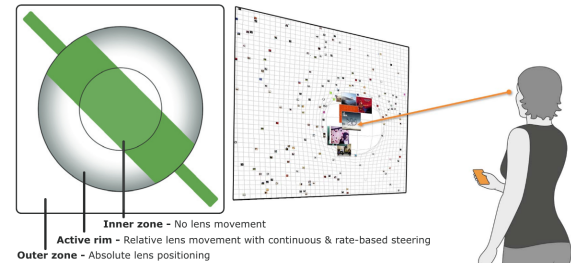 Inner zone - No lens movement
Active rim - Relative lens movement with continuous & rate-based steering
Outer zone - Absolute lens positioning